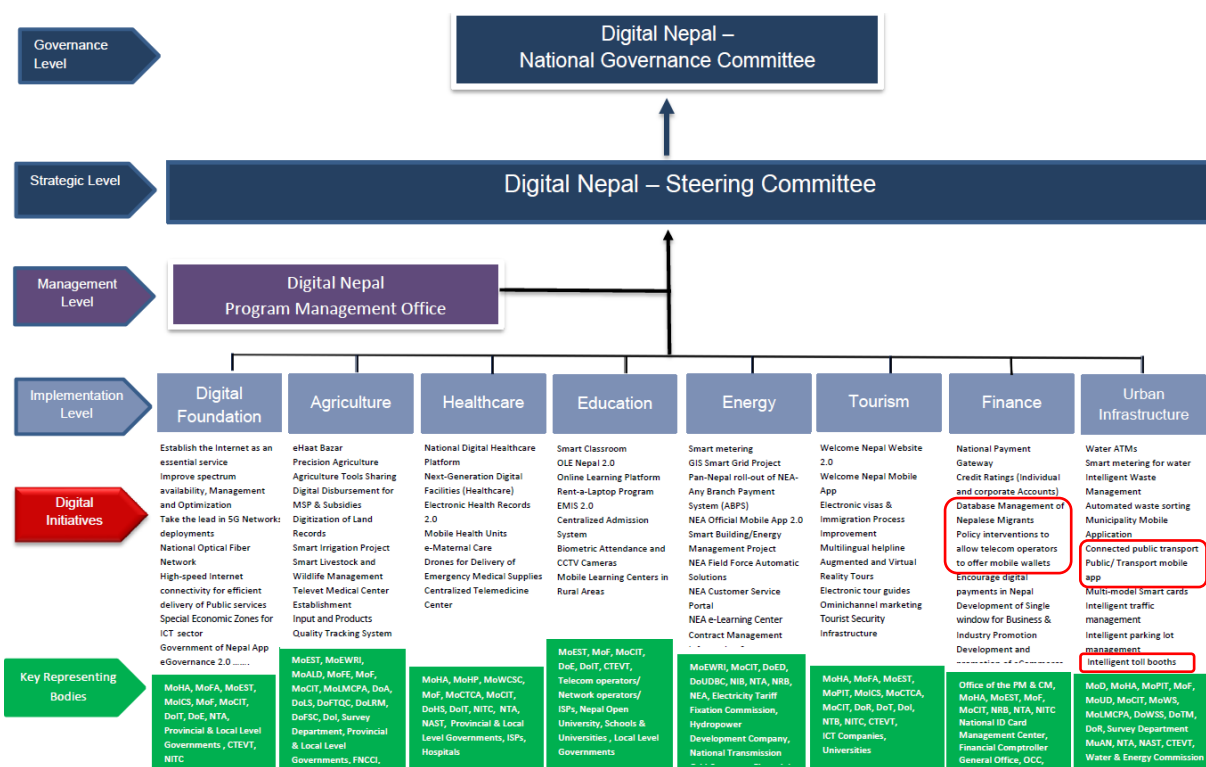 Governance
Level
Digital Nepal –
National Governance Committee
Strategic Level
Digital Nepal – Steering Committee
Management
Level
Digital Nepal
Program Management Office
Implementation
Level
Digital
Foundation
Agriculture
Healthcare
Education
Energy
Tourism
Finance
Urban
Infrastructure
Digital
Initiatives
Establish the Internet as an
essential service
Improve spectrum
availability, Management
and Optimization
Take the lead in 5G Networks
deployments
National Optical Fiber
Network
High-speed Internet
connectivity for efficient
delivery of Public services
Special Economic Zones for
ICT sector
Government of Nepal App
eGovernance 2.0 .......
eHaat Bazar
Precision Agriculture
Agriculture Tools Sharing
Digital Disbursement for
MSP & Subsidies
Digitization of Land
Records
Smart Irrigation Project
Smart Livestock and
Wildlife Management
Televet Medical Center
Establishment
Input and Products
Quality Tracking System
National Digital Healthcare
Platform
Next-Generation Digital
Facilities (Healthcare)
Electronic Health Records
2.0
Mobile Health Units
e-Maternal Care
Drones for Delivery of
Emergency Medical Supplies
Centralized Telemedicine
Center
Smart Classroom
OLE Nepal 2.0
Online Learning Platform
Rent-a-Laptop Program
EMIS 2.0
Centralized Admission
System
Biometric Attendance and
CCTV Cameras
Mobile Learning Centers in
Rural Areas
Smart metering
GIS Smart Grid Project
Pan-Nepal roll-out of NEA-
Any Branch Payment
System (ABPS)
NEA Official Mobile App 2.0
Smart Building/Energy
Management Project
NEA Field Force Automatic
Solutions
NEA Customer Service
Portal
NEA e-Learning Center
Contract Management
Welcome Nepal Website
2.0
Welcome Nepal Mobile
App
Electronic visas &
Immigration Process
Improvement
Multilingual helpline
Augmented and Virtual
Reality Tours
Electronic tour guides
Ominichannel marketing
Tourist Security
Infrastructure
National Payment
Gateway
Credit Ratings (Individual
and corporate Accounts)
Database Management of
Nepalese Migrants
Policy interventions to
allow telecom operators
to offer mobile wallets
Encourage digital
payments in Nepal
Development of Single
window for Business &
Industry Promotion
Development and
promotion of eCommerce
Water ATMs
Smart metering for water
Intelligent Waste
Management
Automated waste sorting
Municipality Mobile
Application
Connected public transport
Public/ Transport mobile
app
Multi-model Smart cards
Intelligent traffic
management
Intelligent parking lot
management
Intelligent toll booths
Key Representing
Bodies
MoHA, MoFA, MoEST,
MoICS, MoF, MoCIT,
DoIT, DoE, NTA,
Provincial & Local Level
Governments , CTEVT,
NITC
MoEST, MoEWRI,
MoALD, MoFE, MoF,
MoCIT, MoLMCPA, DoA,
DoLS, DoFTQC, DoLRM,
DoFSC, DoI, Survey
Department, Provincial
& Local Level
Governments, FNCCI,
MoHA, MoHP, MoWCSC,
MoF, MoCTCA, MoCIT,
DoHS, DoIT, NITC, NTA,
NAST, Provincial & Local
Level Governments, ISPs,
Hospitals
MoEST, MoF, MoCIT,
DoE, DoIT, CTEVT,
Telecom operators/
Network operators/
ISPs, Nepal Open
University, Schools &
Universities , Local Level
Governments
MoEWRI, MoCIT, DoED,
DoUDBC, NIB, NTA, NRB,
NEA, Electricity Tariff
Fixation Commission,
Hydropower
Development Company,
National Transmission
MoHA, MoFA, MoEST,
MoPIT, MoICS, MoCTCA,
MoCIT, DoR, DoT, DoI,
NTB, NITC, CTEVT,
ICT Companies,
Universities
Office of the PM & CM,
MoHA, MoEST, MoF,
MoCIT, NRB, NTA, NITC
National ID Card
Management Center,
Financial Comptroller
General Office, OCC,
MoD, MoHA, MoPIT, MoF,
MoUD, MoCIT, MoWS,
MoLMCPA, DoWSS, DoTM,
DoR, Survey Department
MuAN, NTA, NAST, CTEVT,
Water & Energy Commission